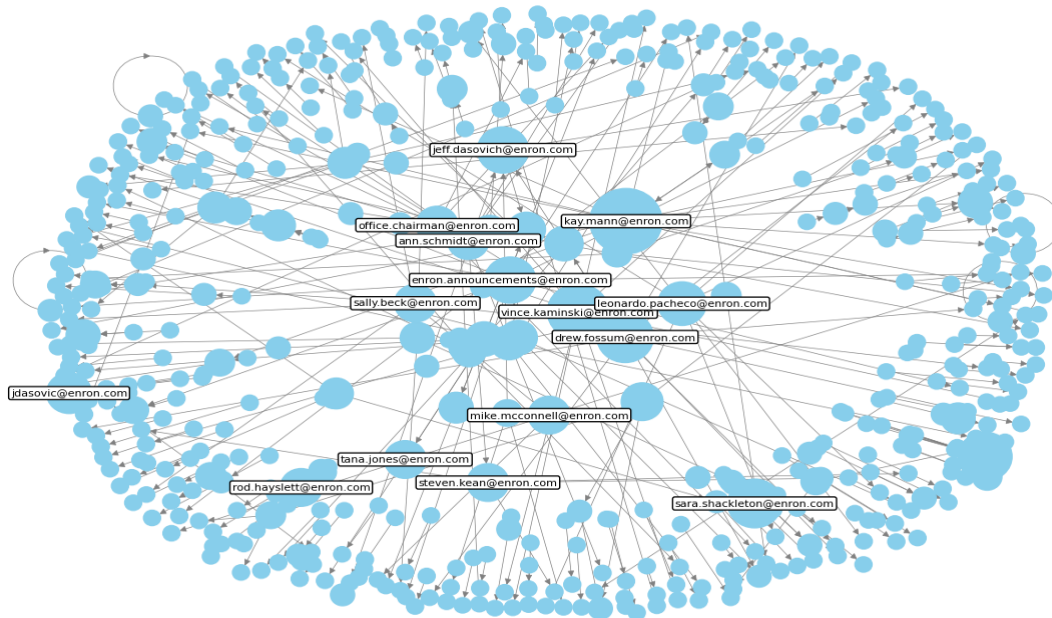 jeff.dasovich@enron.com
kay.mann@enron.com
office.chairman@enron.com
ann.schmidt@enron.com
enron.announcements@enron.com
sally.beck@enron.com
leonardo.pacheco@enron.com
vince.kaminski@enron.com
drew.fossum@enron.com
jdasovic@enron.com
mike.mcconnell@enron.com
tana.jones@enron.com
steven.kean@enron.com
rod.hayslett@enron.com
sara.shackleton@enron.com